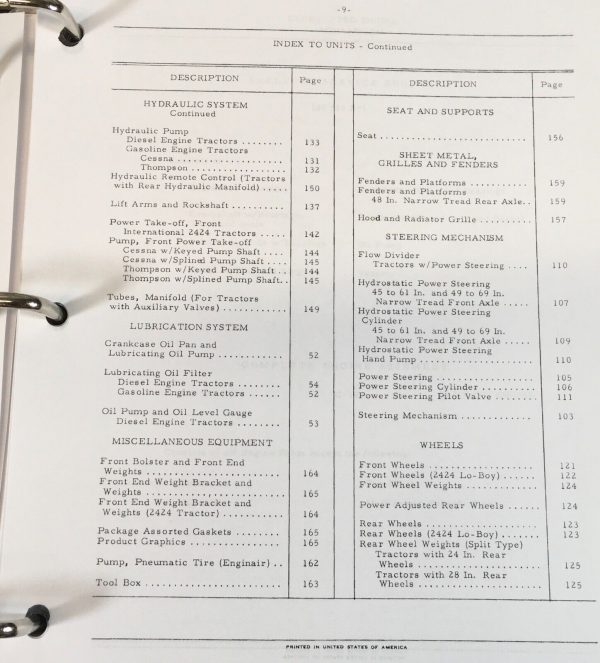 -9-
INDEX TO UNITS - Continued
DESCRIPTION Page
HYDRAULIC SYSTEM
Continued
Hydraulic Pump
Diesel Engine Tractors ........ 133
Gasoline Engine Tractors
Cessna ........................ 131
Thompson ..................... 132
Hydraulic Remote Control (Tractors
with Rear Hydraulic Manifold) ..... 150
Lift Arms and Rockshaft ........... 137
Power Take-off, Front
International 2424 Tractors ..... 142
Pump, Front Power Take-off
Cessna w/Keyed Pump Shaft .... 144
Cessna w/Splined Pump Shaft... 145
Thompson w/Keyed Pump Shaft .. 144
Thompson w/Splined Pump Shaft.. 145
Tubes, Manifold (For Tractors
with Auxiliary Valves) ............. 149
LUBRICATION SYSTEM
Crankcase Oil Pan and
Lubricating Oil Pump ............. 52
Lubricating Oil Filter
Diesel Engine Tractors ......... 54
Gasoline Engine Tractors ....... 52
Oil Pump and Oil Level Gauge
Diesel Engine Tractors ......... 53
MISCELLANEOUS EQUIPMENT
Front Bolster and Front End
Weights ......................... 164
Front End Weight Bracket and
Weights ......................... 165
Front End Weight Bracket and
Weights (2424 Tractor) ........... 164
Package Assorted Gaskets ........ 165
Product Graphics ................. 165
Pump, Pneumatic Tire (Enginair) .. 162
Tool Box ......................... 163
DESCRIPTION Page
SEAT AND SUPPORTS
Seat ............................. 156
SHEET METAL,
GRILLES AND FENDERS
Fenders and Platforms ............ 159
Fenders and Platforms
48 In. Narrow Tread Rear Axle.. 159
Hood and Radiator Grille .......... 157
STEERING MECHANISM
Flow Divider
Tractors w/Power Steering .... 110
Hydrostatic Power Steering
45 to 61 In. and 49 to 69 In.
Narrow Tread Front Axle ..... 107
Hydrostatic Power Steering
Cylinder
45 to 61 In. and 49 to 69 In.
Narrow Tread Front Axle ..... 109
Hydrostatic Power Steering
Hand Pump ...................... 110
Power Steering ................... 105
Power Steering Cylinder .......... 106
Power Steering Pilot Valve ....... 111
Steering Mechanism .............. 103
WHEELS
Front Wheels ..................... 121
Front Wheels (2424 Lo-Boy) ....... 122
Front Wheel Weights .............. 124
Power Adjusted Rear Wheels ..... 124
Rear Wheels ...................... 123
Rear Wheels (2424 Lo-Boy) ....... 123
Rear Wheel Weights (Split Type)
Tractors with 24 In. Rear
Wheels ........................ 125
Tractors with 28 In. Rear
Wheels ........................ 125
PRINTED IN UNITED STATES OF AMERICA